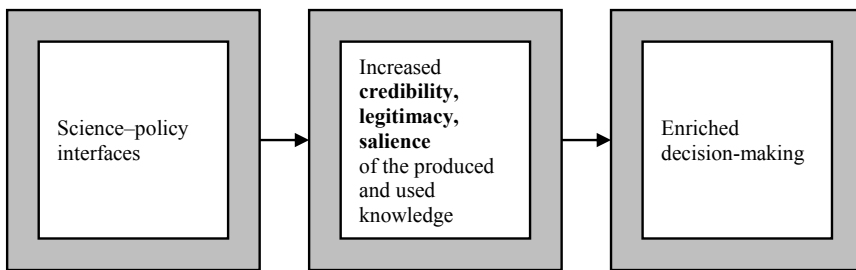 Science–policy
interfaces
Increased
credibility,
legitimacy,
salience
of the produced
and used
knowledge
Enriched
decision-making